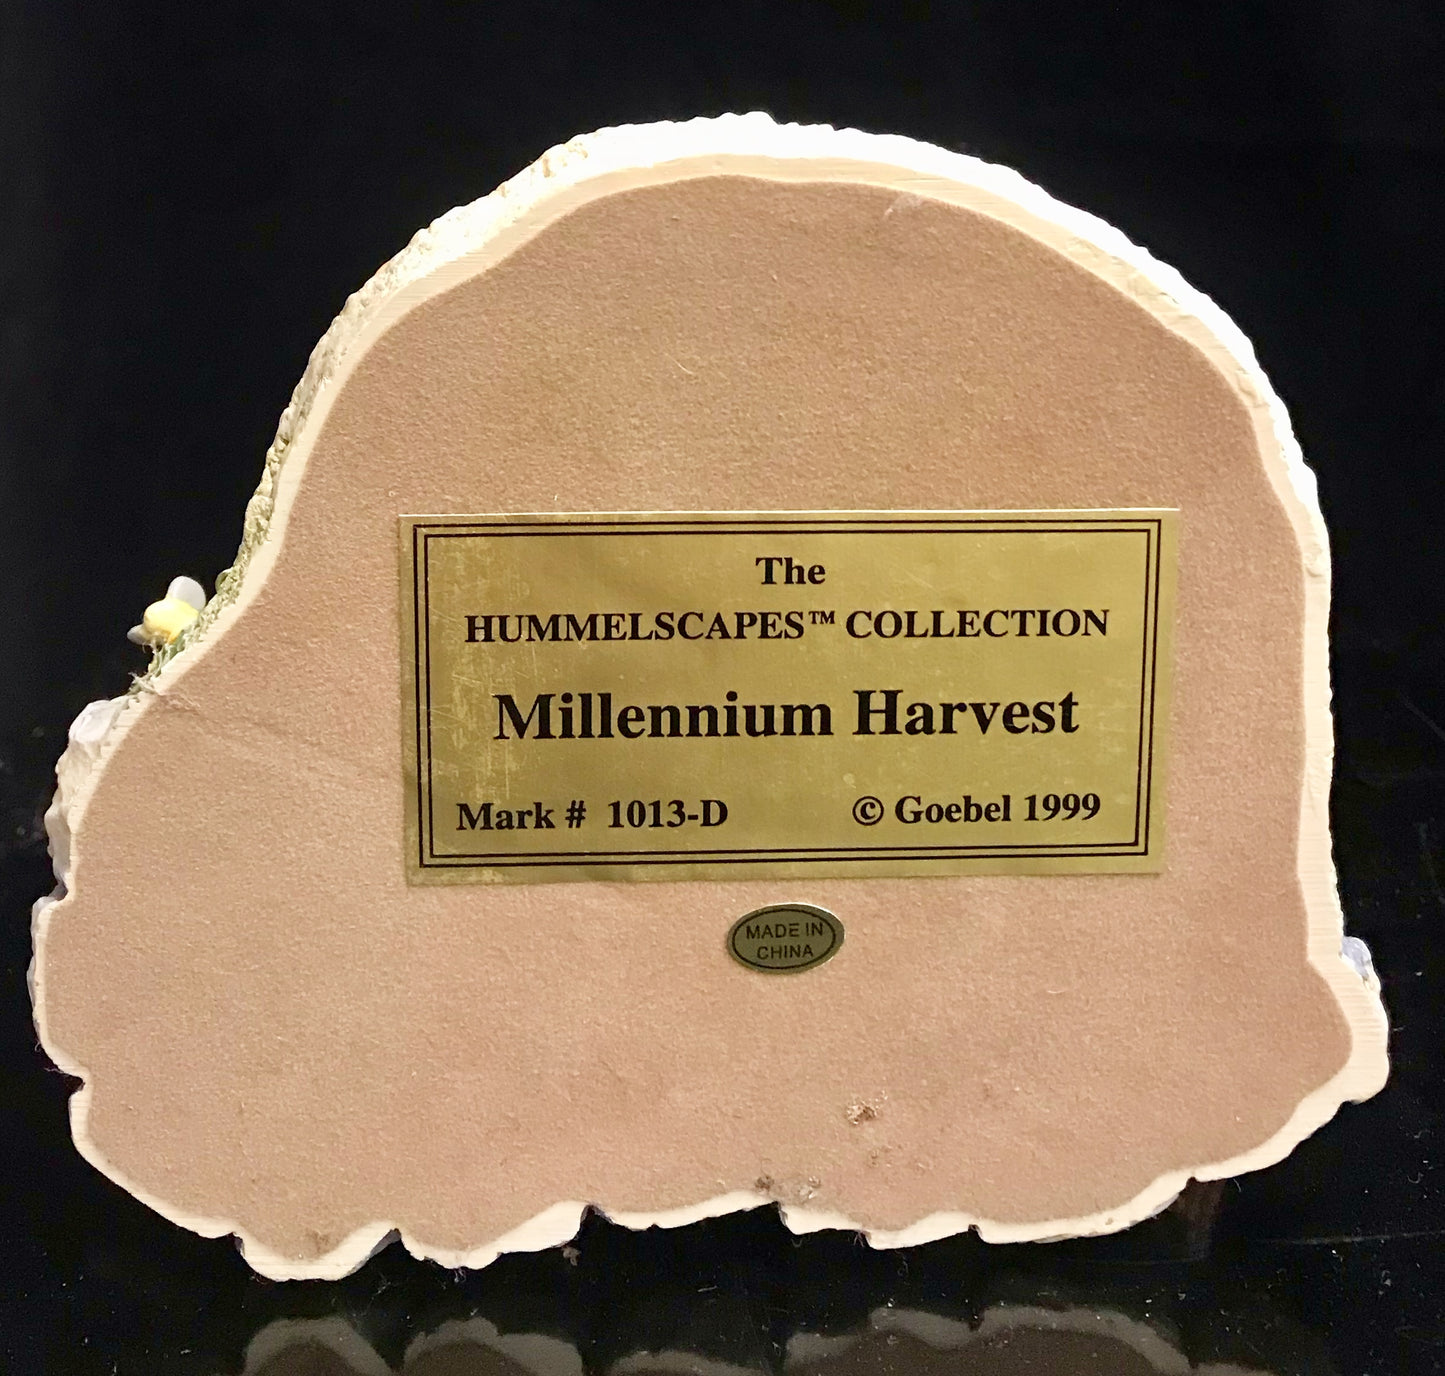 The
HUMMELSCAPES™ COLLECTION
Millennium Harvest
Mark # 1013-D © Goebel 1999
MADE IN
CHINA